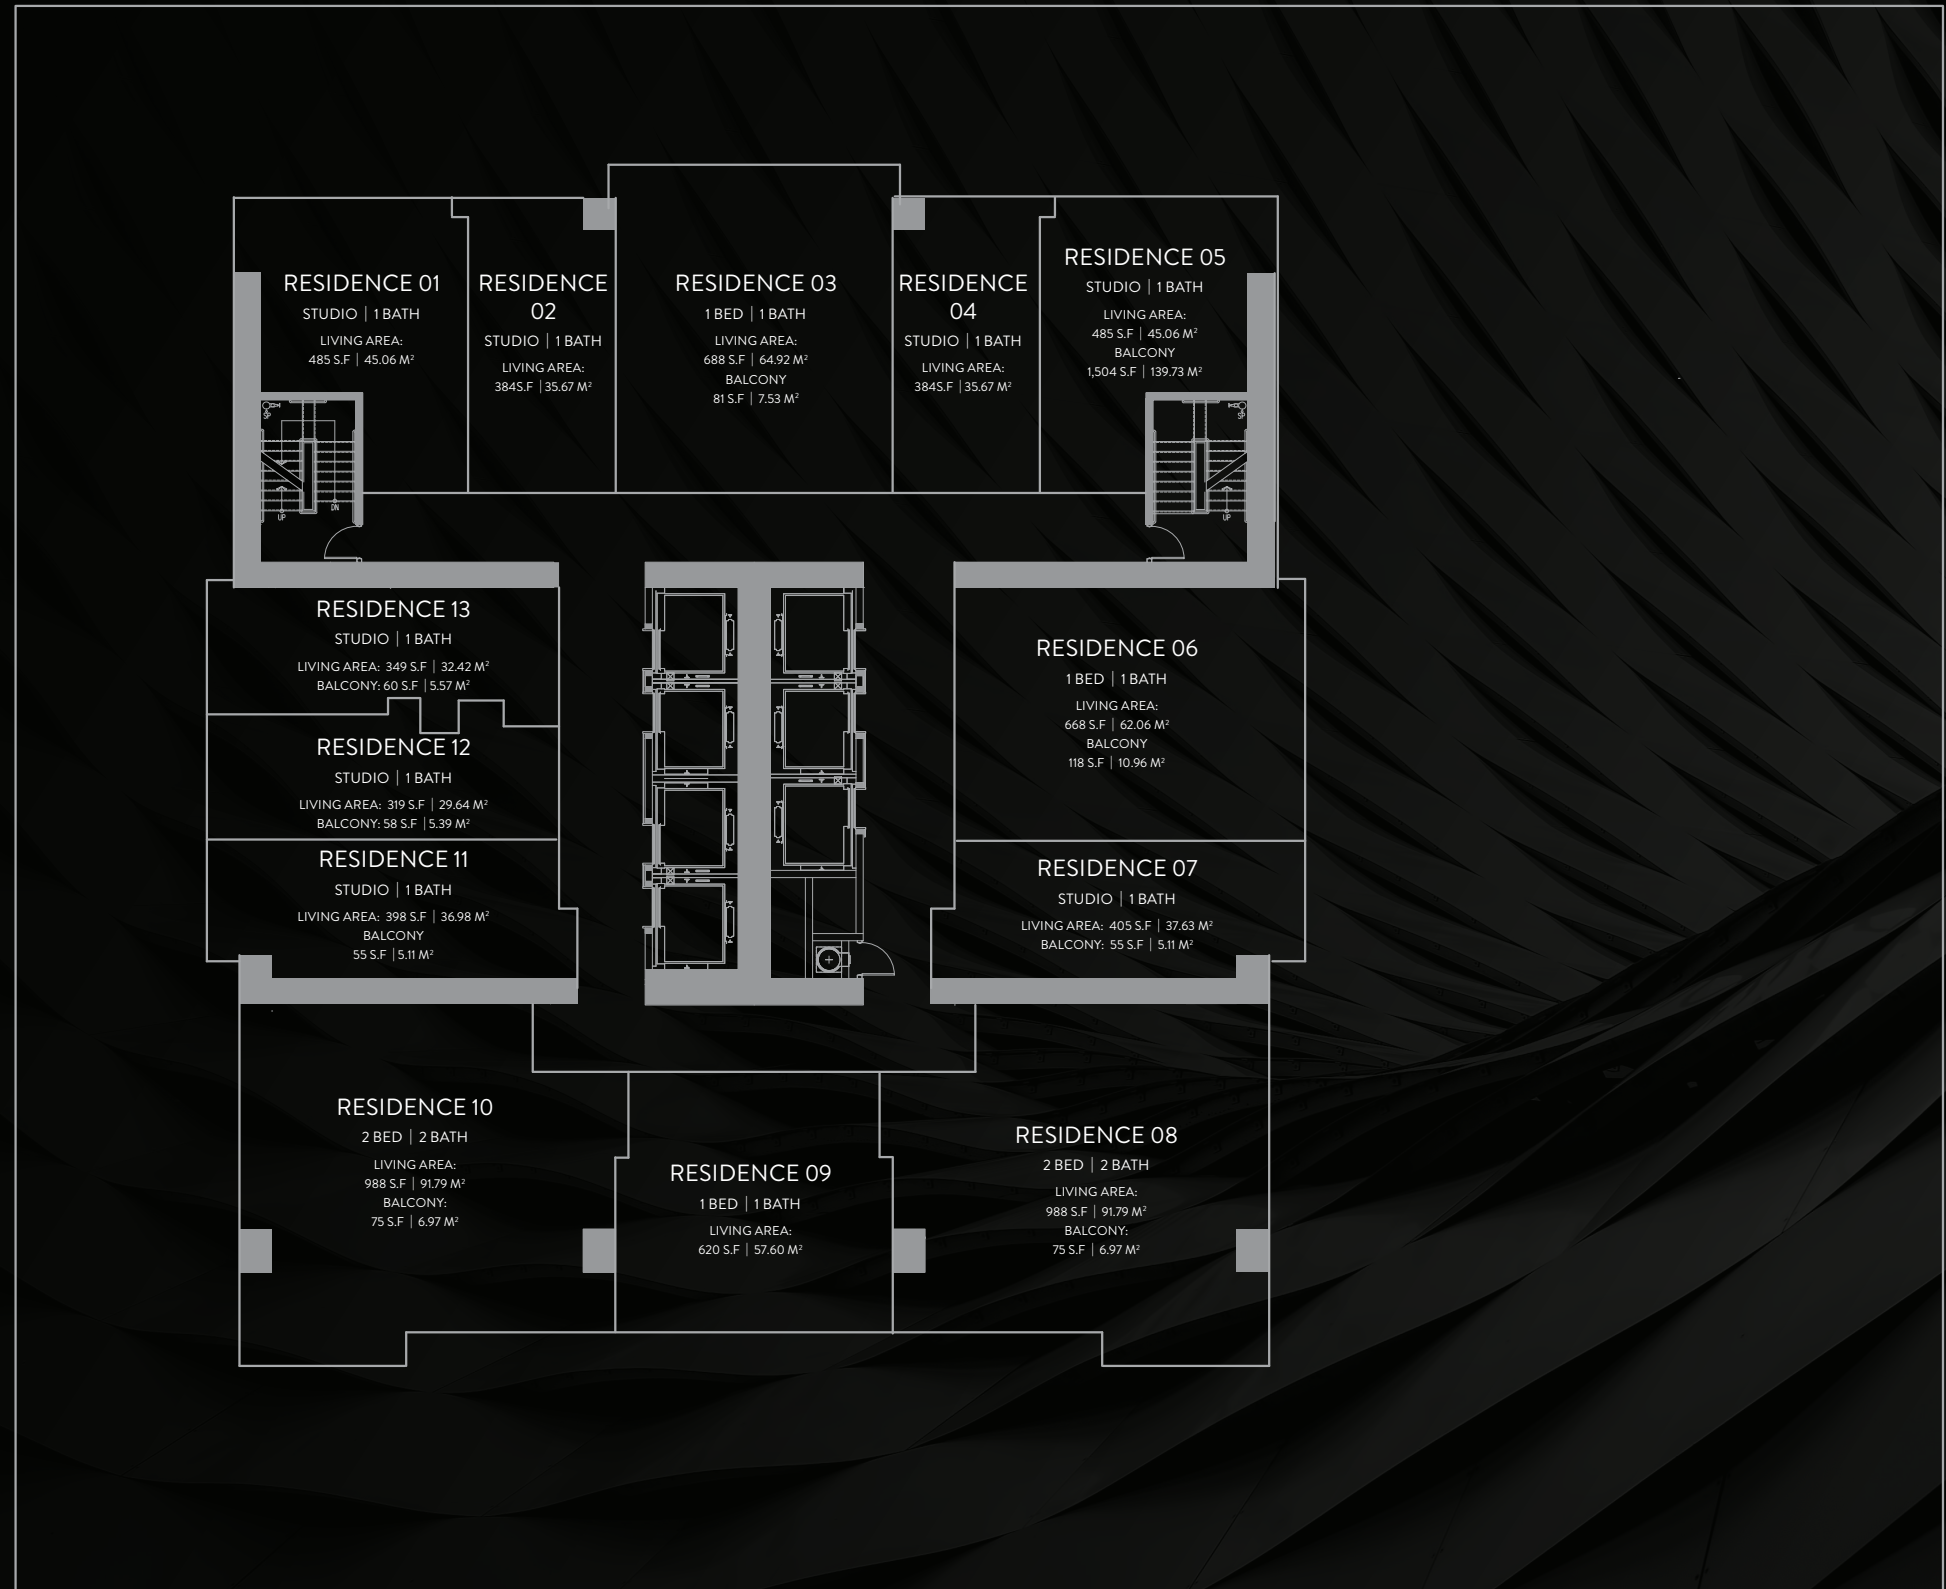 RESIDENCE 01
STUDIO | 1 BATH
LIVING AREA:
485 S.F | 45.06 M²
RESIDENCE
02
STUDIO | 1 BATH
LIVING AREA:
384S.F | 35.67 M²
RESIDENCE 03
1 BED | 1 BATH
LIVING AREA:
688 S.F | 64.92 M²
BALCONY
81 S.F | 7.53 M²
RESIDENCE
04
STUDIO | 1 BATH
LIVING AREA:
384S.F | 35.67 M²
RESIDENCE 05
STUDIO | 1 BATH
LIVING AREA:
485 S.F | 45.06 M²
BALCONY
1,504 S.F | 139.73 M²
UP
DN
UP
RESIDENCE 13
STUDIO | 1 BATH
LIVING AREA: 349 S.F | 32.42 M²
BALCONY: 60 S.F | 5.57 M²
RESIDENCE 12
STUDIO | 1 BATH
LIVING AREA: 319 S.F | 29.64 M²
BALCONY: 58 S.F | 5.39 M²
RESIDENCE 11
STUDIO | 1 BATH
LIVING AREA: 398 S.F | 36.98 M²
BALCONY
55 S.F | 5.11 M²
RESIDENCE 06
1 BED | 1 BATH
LIVING AREA:
668 S.F | 62.06 M²
BALCONY
118 S.F | 10.96 M²
RESIDENCE 07
STUDIO | 1 BATH
LIVING AREA: 405 S.F | 37.63 M²
BALCONY: 55 S.F | 5.11 M²
RESIDENCE 10
2 BED | 2 BATH
LIVING AREA:
988 S.F | 91.79 M²
BALCONY:
75 S.F | 6.97 M²
RESIDENCE 09
1 BED | 1 BATH
LIVING AREA:
620 S.F | 57.60 M²
RESIDENCE 08
2 BED | 2 BATH
LIVING AREA:
988 S.F | 91.79 M²
BALCONY:
75 S.F | 6.97 M²